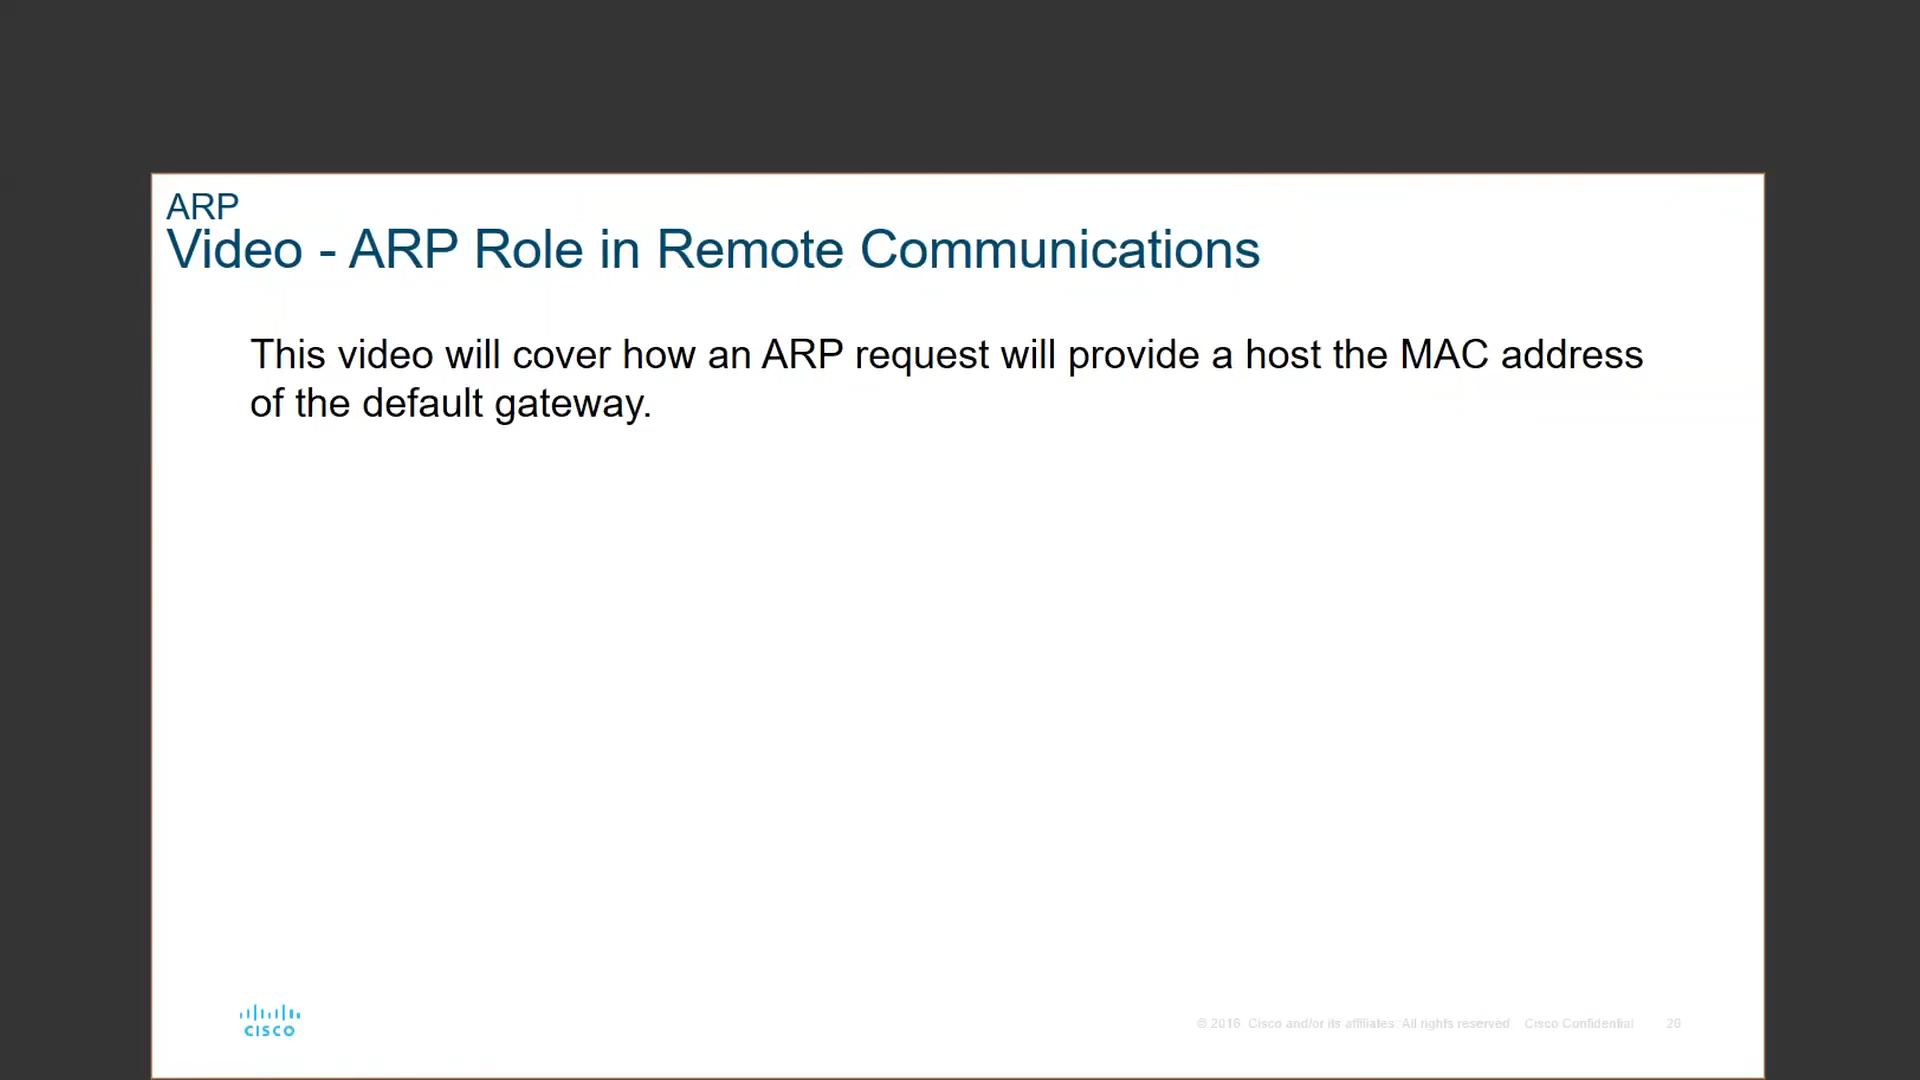 ARP
Video - ARP Role in Remote Communications
This video will cover how an ARP request will provide a host the MAC address
of the default gateway.
CISCO
© 2016 Cisco and/or its affiliates. All rights reserved. Cisco Confidential